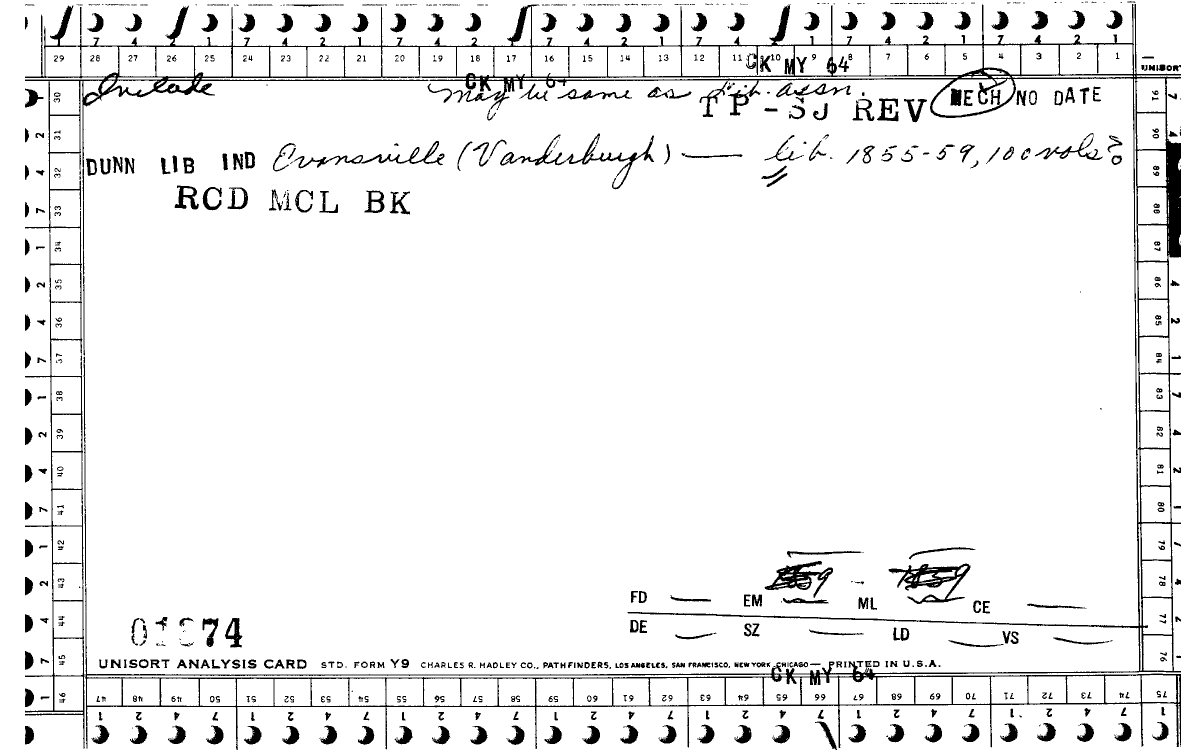 7 4 2 1 7 4 2 1 7 4 2 1 7 4 2 1 7 4 2 1 7 4 2 1 7 4 2 1
29 28 27 26 25 24 23 22 21 20 19 18 17 16 15 14 13 12 11 10 9 8 7 6 5 4 3 2 1
CK MY 64 CK MY 64
Include May be same as Lib. assn. TP-SJ REV MECH NO DATE
DUNN LIB IND Evansville (Vanderburgh) — lib. 1855-59, 100 vols
RCD MCL BK
30
31
32
33
34
35
36
37
38
39
40
41
42
43
44
45
46
91
90
89
88
87
86
85
84
83
82
81
80
79
78
77
76
75
1859 - 1859
FD EM ML CE
DE SZ LD VS
UNISORT ANALYSIS CARD STD. FORM Y9 CHARLES R. HADLEY CO., PATHFINDERS, LOS ANGELES, SAN FRANCISCO, NEW YORK, CHICAGO — PRINTED IN U.S.A.
CK MY 64
47 48 49 50 51 52 53 54 55 56 57 58 59 60 61 62 63 64 65 66 67 68 69 70 71 72 73 74